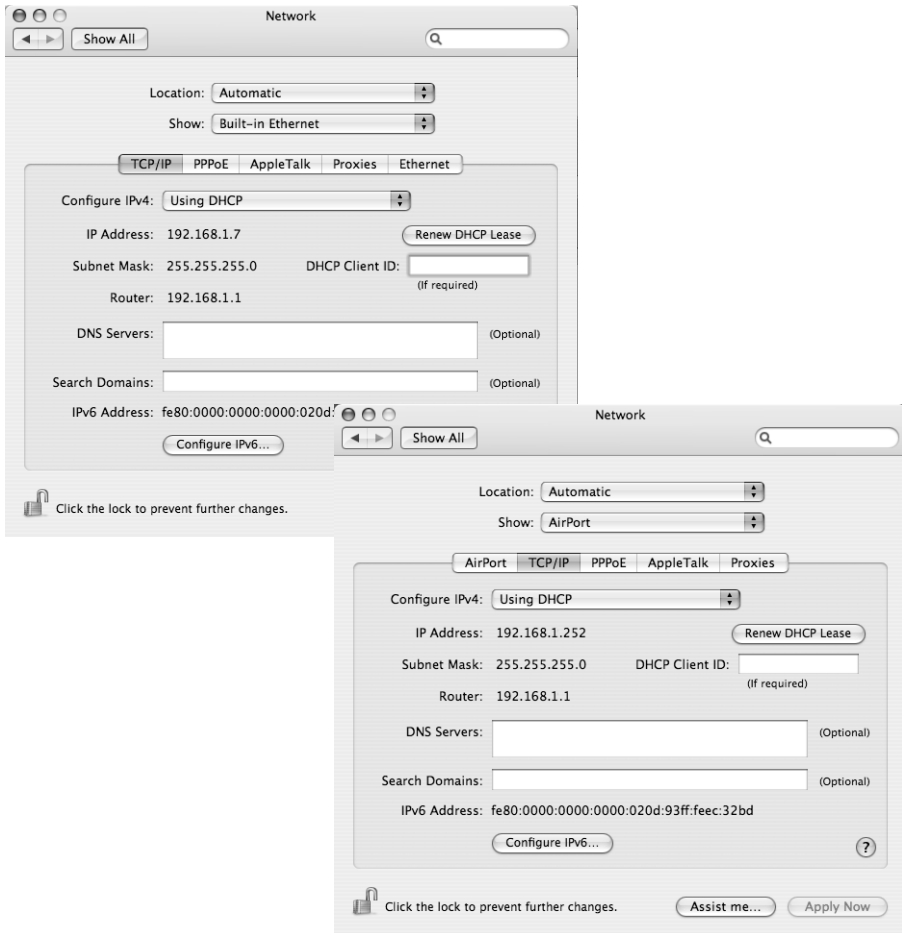 Network
Show All
Location: Automatic
Show: Built-in Ethernet
TCP/IP PPPoE AppleTalk Proxies Ethernet
Configure IPv4: Using DHCP
IP Address: 192.168.1.7 Renew DHCP Lease
Subnet Mask: 255.255.255.0 DHCP Client ID:
(If required)
Router: 192.168.1.1
DNS Servers: (Optional)
Search Domains: (Optional)
IPv6 Address: fe80:0000:0000:0000:020d:
Configure IPv6...
Click the lock to prevent further changes.
Network
Show All
Location: Automatic
Show: AirPort
AirPort TCP/IP PPPoE AppleTalk Proxies
Configure IPv4: Using DHCP
IP Address: 192.168.1.252 Renew DHCP Lease
Subnet Mask: 255.255.255.0 DHCP Client ID:
(If required)
Router: 192.168.1.1
DNS Servers: (Optional)
Search Domains: (Optional)
IPv6 Address: fe80:0000:0000:0000:020d:93ff:feec:32bd
Configure IPv6...
?
Click the lock to prevent further changes. Assist me... Apply Now